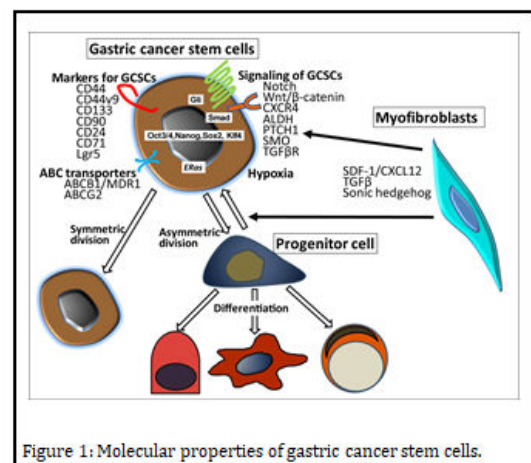 Gastric cancer stem cells
Markers for GCSCs
CD44
CD44v9
CD133
CD90
CD24
CD71
Lgr5
ABC transporters
ABCB1/MDR1
ABCG2
Gli
Smad
Oct3/4,Nanog,Sox2, Klf4
ERas
Signaling of GCSCs
Notch
Wnt/β-catenin
CXCR4
ALDH
PTCH1
SMO
TGFβR
Hypoxia
Myofibroblasts
SDF-1/CXCL12
TGFβ
Sonic hedgehog
Symmetric
division
Asymmetric
division
Progenitor cell
Differentiation
Figure 1: Molecular properties of gastric cancer stem cells.